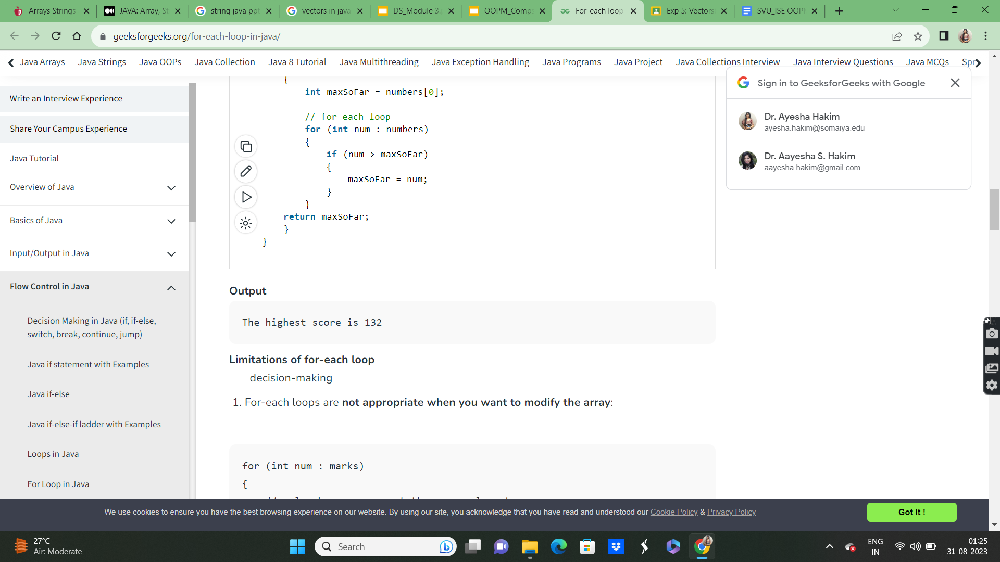 Arrays Strings
JAVA: Array, St
string java ppt
vectors in java
DS_Module 3.
OOPM_Comps
For-each loop
Exp 5: Vectors
SVU_ISE OOPM
geeksforgeeks.org/for-each-loop-in-java/
Java Arrays Java Strings Java OOPs Java Collection Java 8 Tutorial Java Multithreading Java Exception Handling Java Programs Java Project Java Collections Interview Java Interview Questions Java MCQs Spr
Write an Interview Experience
Share Your Campus Experience
Java Tutorial
Overview of Java
Basics of Java
Input/Output in Java
Flow Control in Java
Decision Making in Java (if, if-else,
switch, break, continue, jump)
Java if statement with Examples
Java if-else
Java if-else-if ladder with Examples
Loops in Java
For Loop in Java
{
int maxSoFar = numbers[0];
// for each loop
for (int num : numbers)
{
if (num > maxSoFar)
{
maxSoFar = num;
}
}
return maxSoFar;
}
}
Output
The highest score is 132
Limitations of for-each loop
decision-making
1. For-each loops are not appropriate when you want to modify the array:
for (int num : marks)
{
Sign in to GeeksforGeeks with Google
Dr. Ayesha Hakim
ayesha.hakim@somaiya.edu
Dr. Aayesha S. Hakim
aayesha.hakim@gmail.com
We use cookies to ensure you have the best browsing experience on our website. By using our site, you acknowledge that you have read and understood our Cookie Policy & Privacy Policy
Got It !
27°C
Air: Moderate
Search
ENG
IN
01:25
31-08-2023